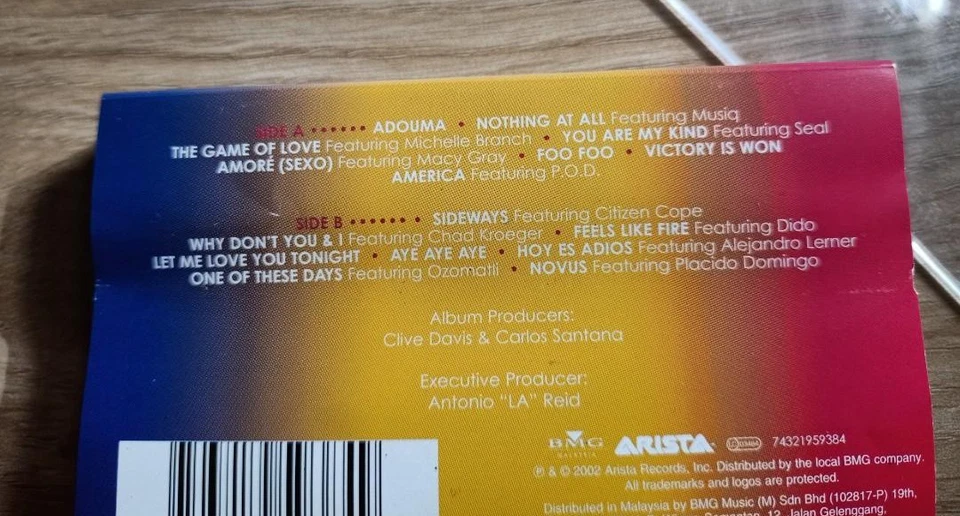 SIDE A •••••• ADOUMA • NOTHING AT ALL Featuring Musiq
THE GAME OF LOVE Featuring Michelle Branch • YOU ARE MY KIND Featuring Seal
AMORÉ (SEXO) Featuring Macy Gray • FOO FOO • VICTORY IS WON
AMERICA Featuring P.O.D.
SIDE B •••••• • SIDEWAYS Featuring Citizen Cope
WHY DON'T YOU & I Featuring Chad Kroeger • FEELS LIKE FIRE Featuring Dido
LET ME LOVE YOU TONIGHT • AYE AYE AYE • HOY ES ADIOS Featuring Alejandro Lerner
ONE OF THESE DAYS Featuring Ozomatli • NOVUS Featuring Placido Domingo
Album Producers:
Clive Davis & Carlos Santana
Executive Producer:
Antonio "LA" Reid
BMG MALAYSIA ARISTA 74321959384
℗ & © 2002 Arista Records, Inc. Distributed by the local BMG company.
All trademarks and logos are protected.
Distributed in Malaysia by BMG Music (M) Sdn Bhd (102817-P) 19th,
12, Jalan Gelenggang,